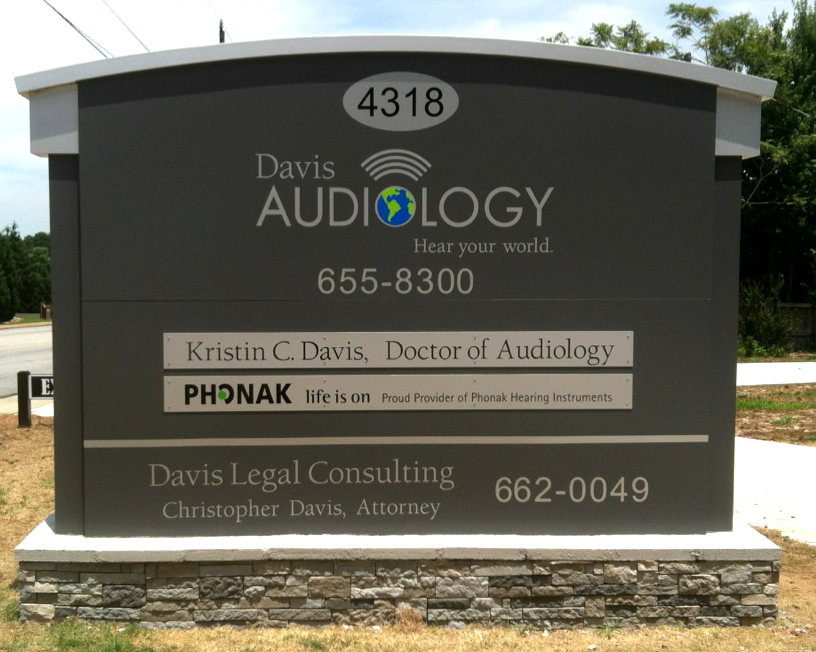 4318
Davis
AUDIOLOGY
Hear your world.
655-8300
Kristin C. Davis, Doctor of Audiology
PHONAK life is on Proud Provider of Phonak Hearing Instruments
Davis Legal Consulting 662-0049
Christopher Davis, Attorney